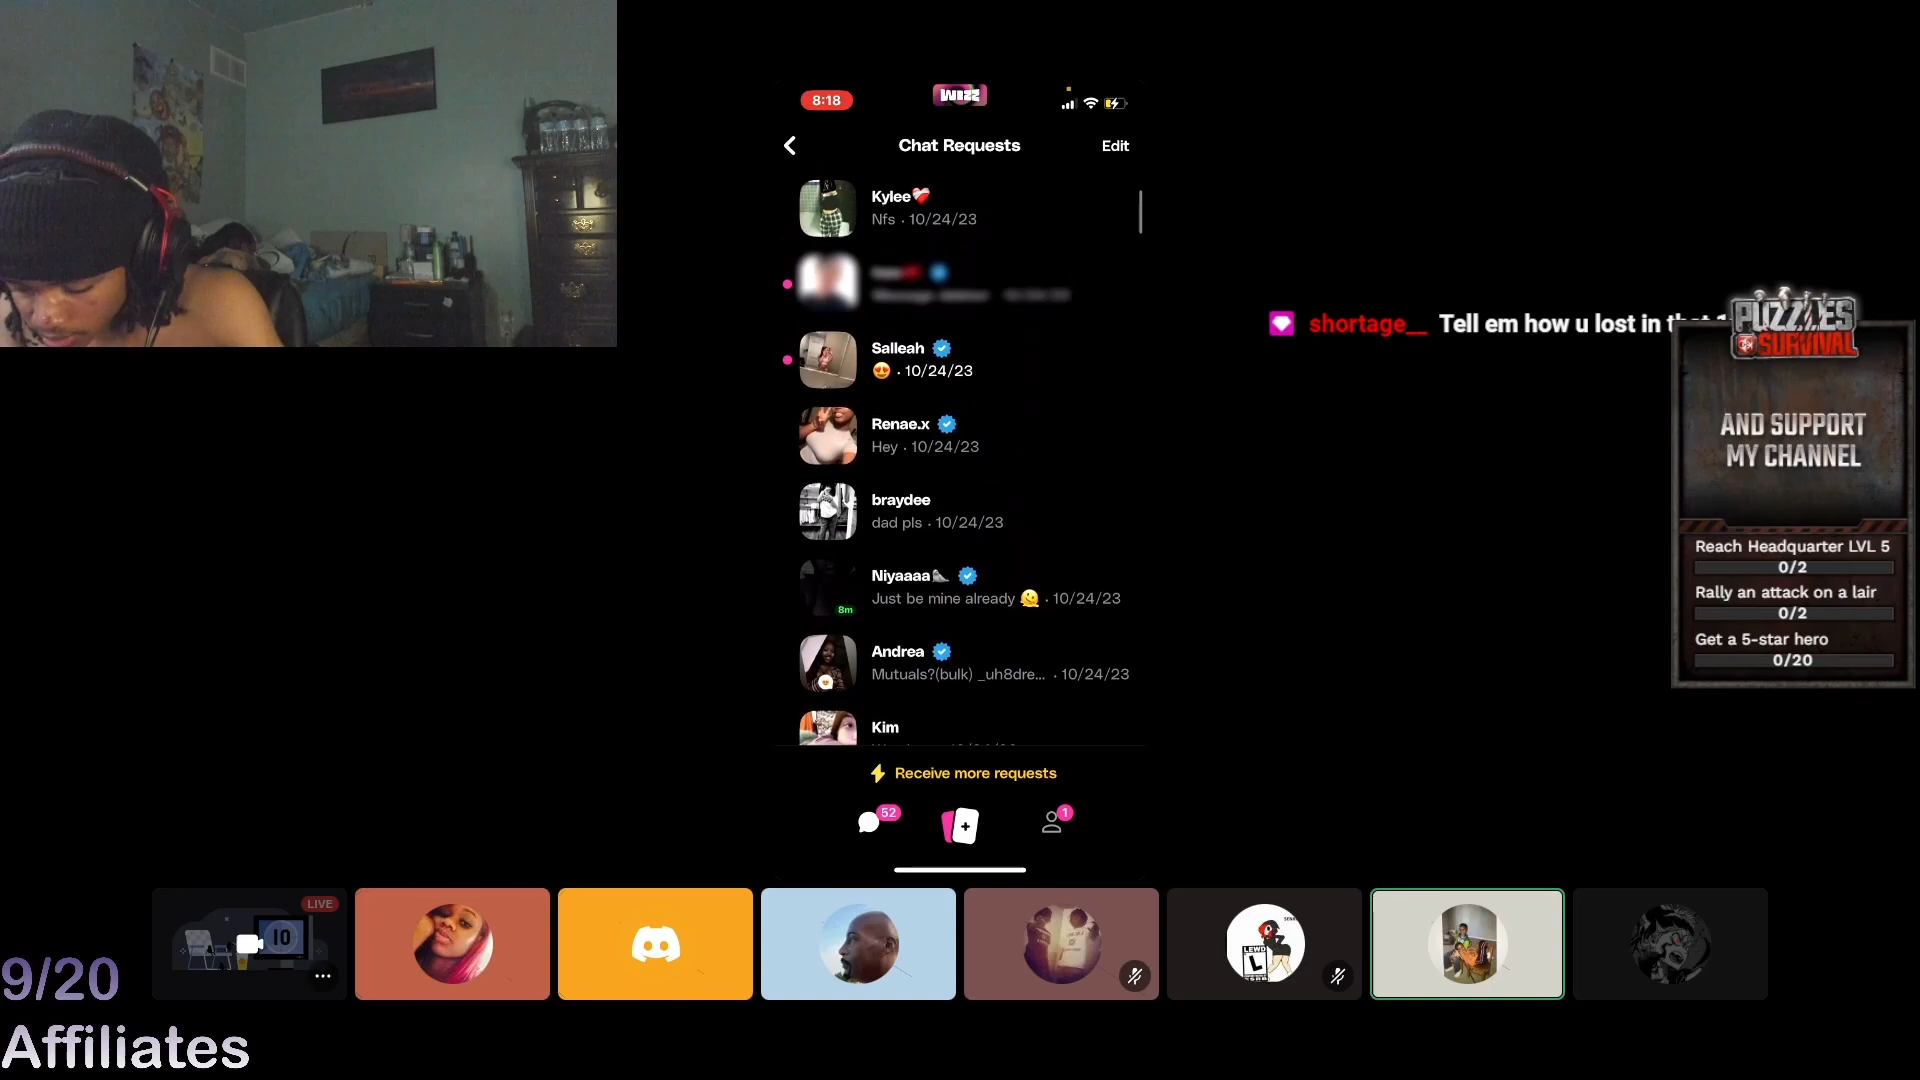 8:18
WIZZ
Chat Requests
Edit
Kylee
Nfs · 10/24/23
Salleah
· 10/24/23
Renae.x
Hey · 10/24/23
braydee
dad pls · 10/24/23
Niyaaaa
8m
Just be mine already · 10/24/23
Andrea
Mutuals?(bulk) _uh8dre... · 10/24/23
Kim
Receive more requests
52
1
shortage__ Tell em how u lost in
PUZZLES
SURVIVAL
AND SUPPORT
MY CHANNEL
Reach Headquarter LVL 5
0/2
Rally an attack on a lair
0/2
Get a 5-star hero
0/20
LIVE
10
LEWD
L
9/20
Affiliates